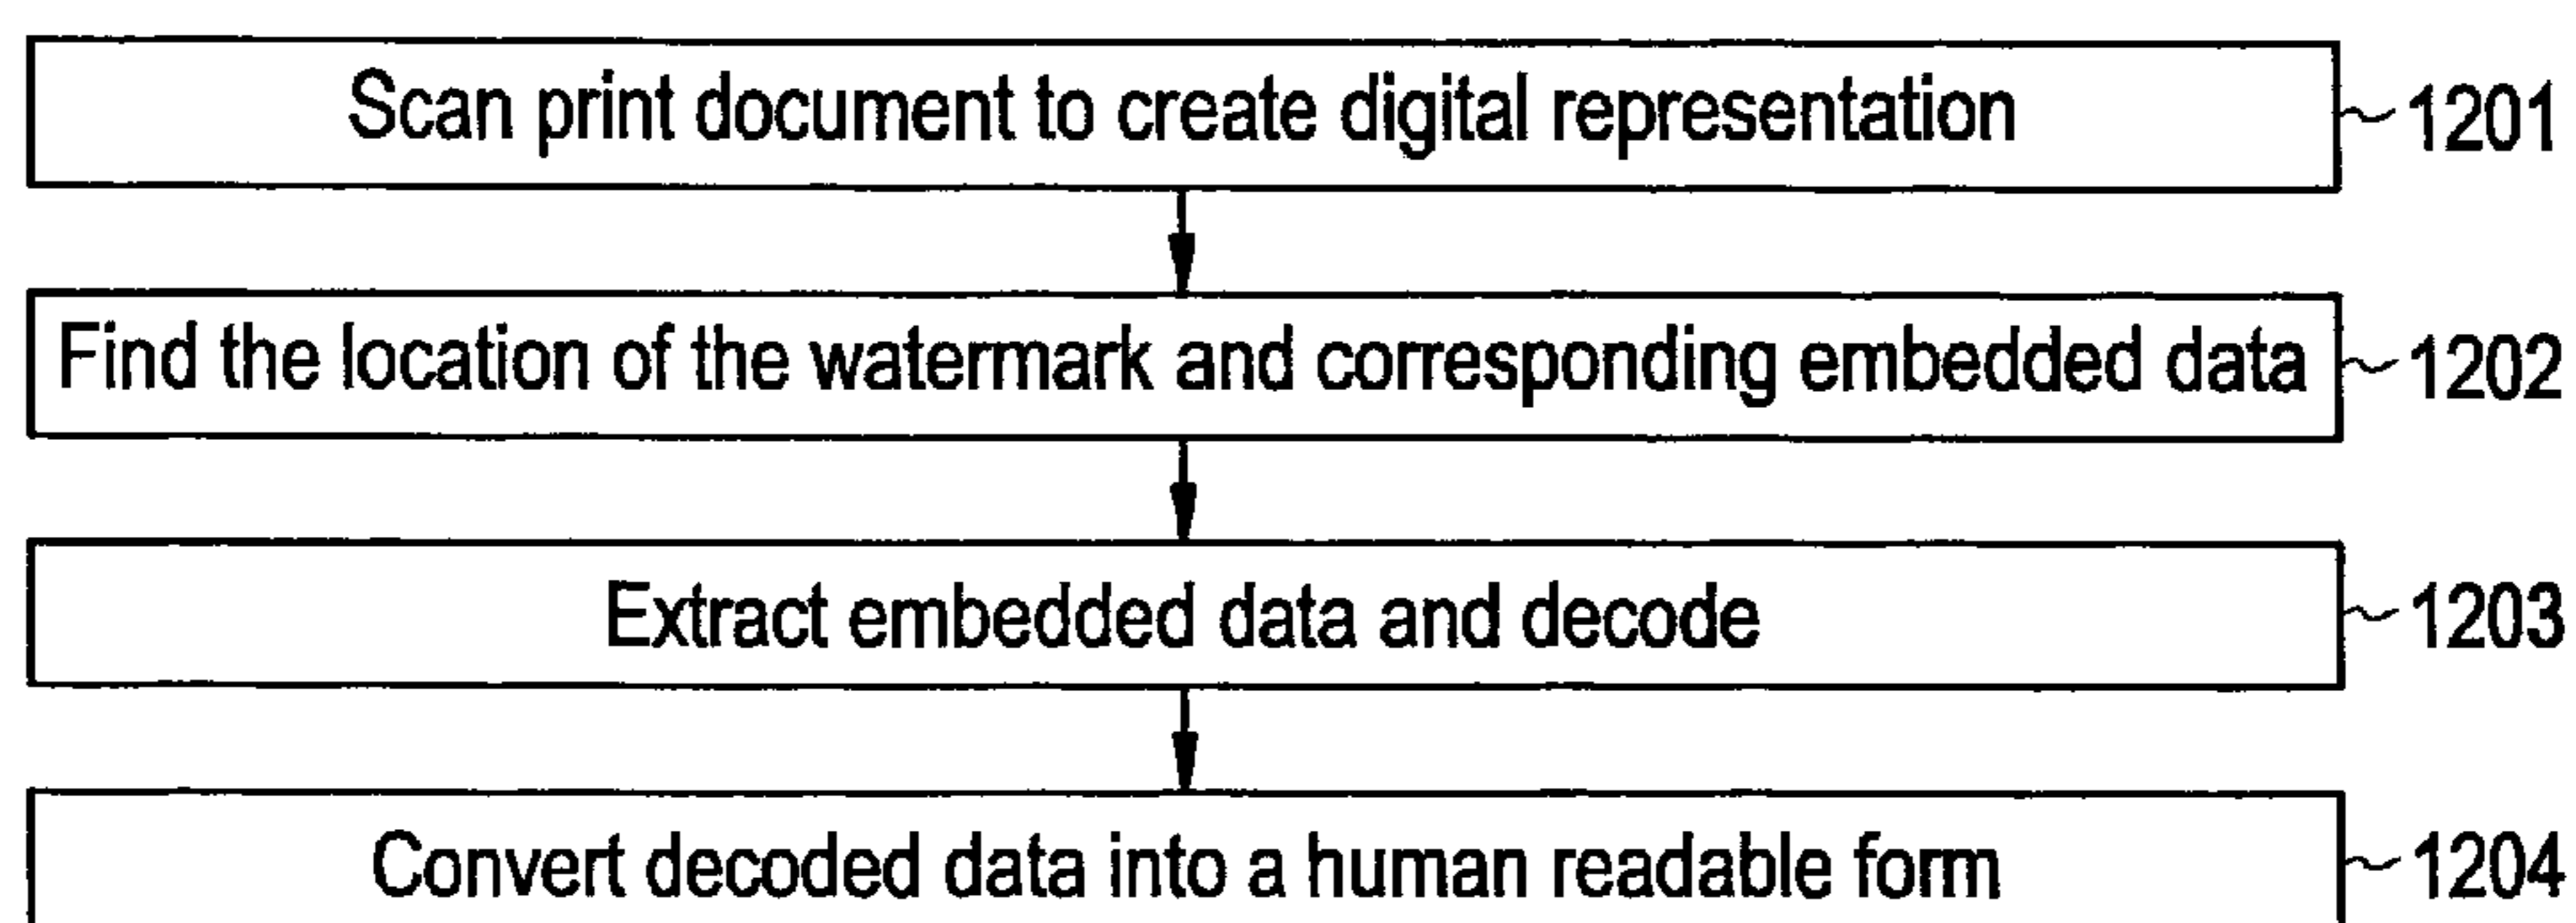 Scan print document to create digital representation
1201
Find the location of the watermark and corresponding embedded data
1202
Extract embedded data and decode
1203
Convert decoded data into a human readable form
1204